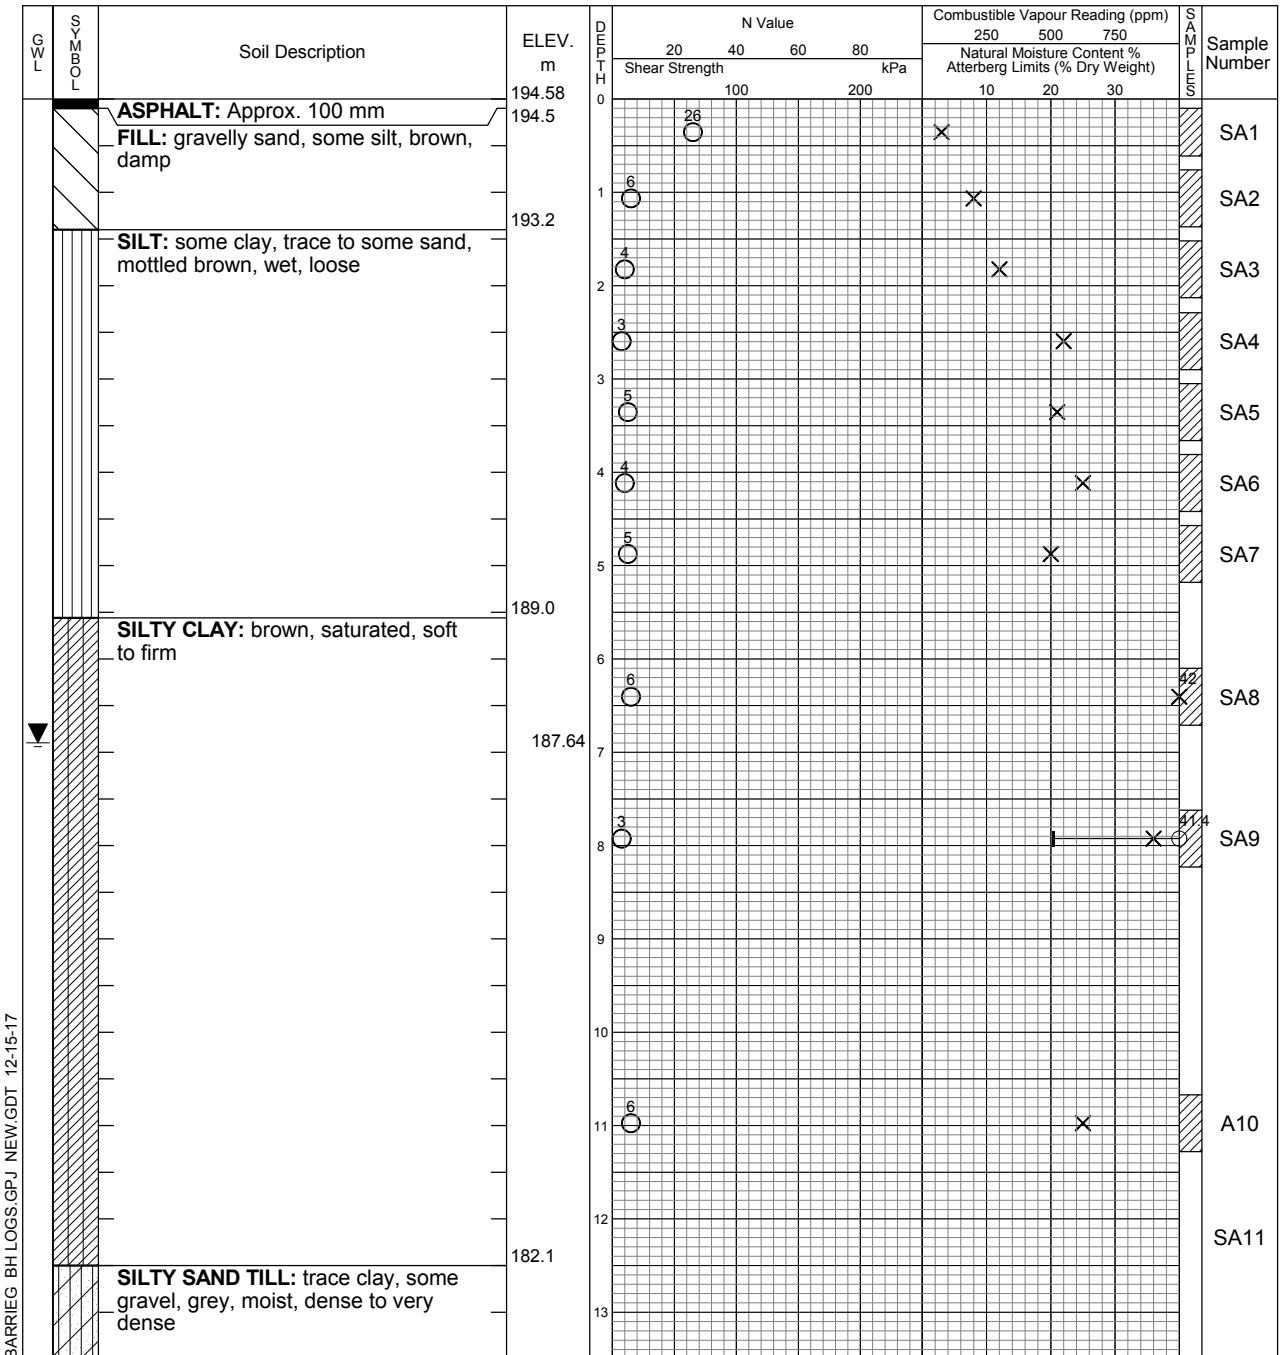 GWL
SYMBOL
Soil Description
ELEV.
m
DEPTH
N Value
20 40 60 80
Shear Strength kPa
100 200
Combustible Vapour Reading (ppm)
250 500 750
Natural Moisture Content %
Atterberg Limits (% Dry Weight)
10 20 30
SAMPLES
Sample
Number
194.58
0
ASPHALT: Approx. 100 mm
194.5
FILL: gravelly sand, some silt, brown,
damp
26
SA1
1
6
SA2
193.2
SILT: some clay, trace to some sand,
mottled brown, wet, loose
4
SA3
2
3
SA4
3
5
SA5
4
4
SA6
5
SA7
5
189.0
SILTY CLAY: brown, saturated, soft
to firm
6
6
42
SA8
187.64
7
3
41.4
SA9
8
9
10
6
11
A10
12
SA11
182.1
SILTY SAND TILL: trace clay, some
gravel, grey, moist, dense to very
dense
13
BARRIEG BH LOGS.GPJ NEW.GDT 12-15-17